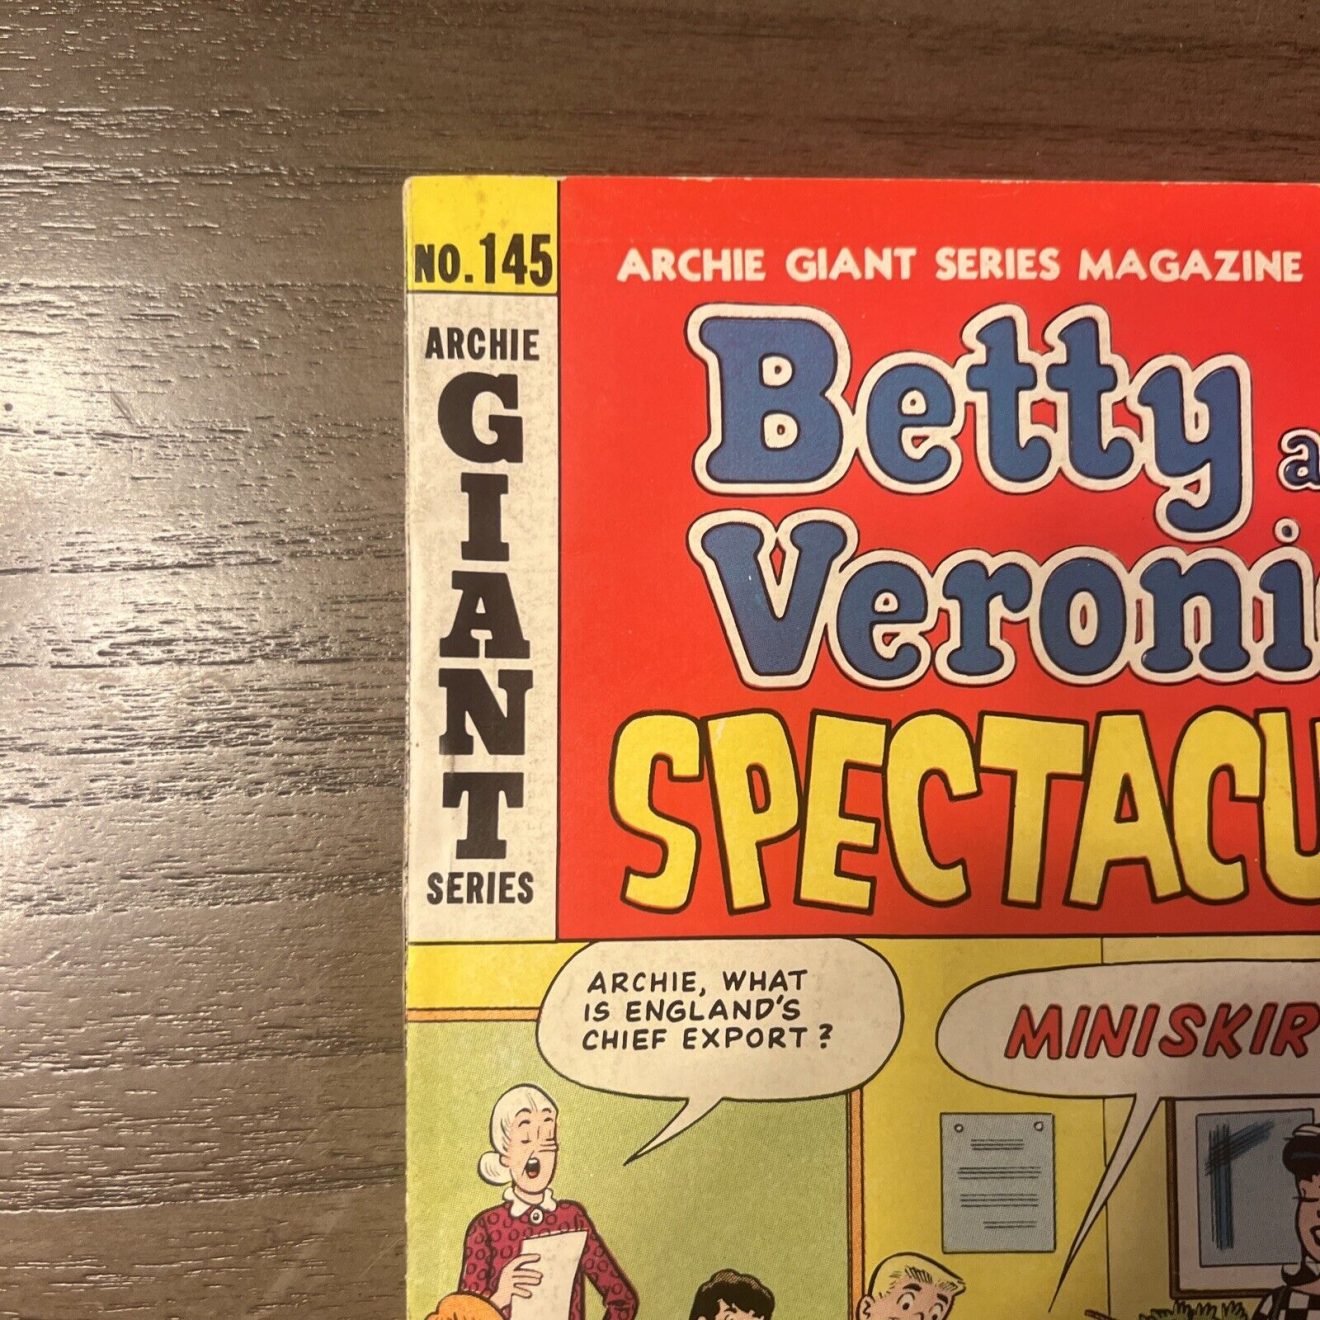 NO. 145
ARCHIE
GIANT
SERIES
ARCHIE GIANT SERIES MAGAZINE
Betty a
Veroni
SPECTACU
ARCHIE, WHAT
IS ENGLAND'S
CHIEF EXPORT?
MINISKIR